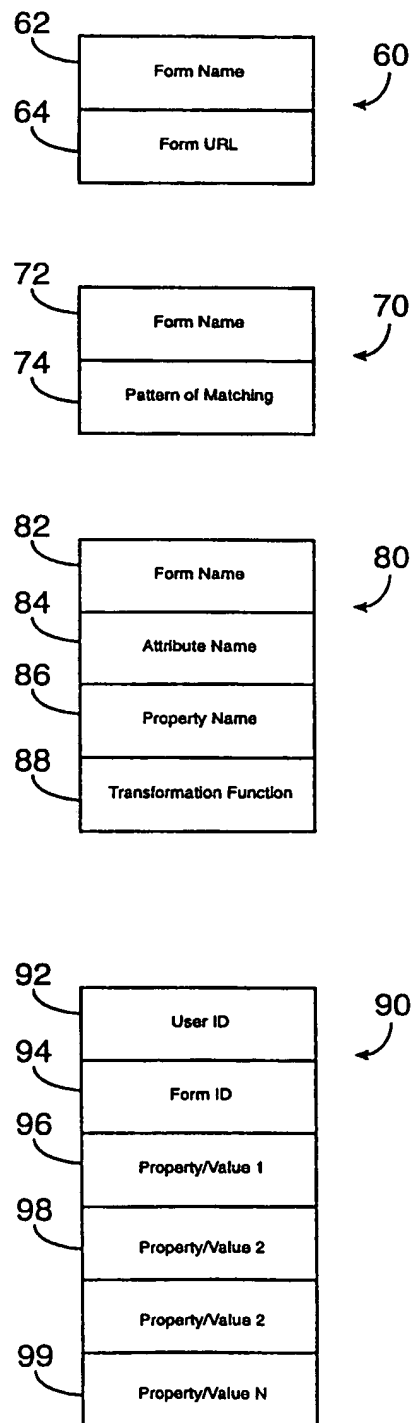 62
Form Name
60
64
Form URL
72
Form Name
70
74
Pattern of Matching
82
Form Name
80
84
Attribute Name
86
Property Name
88
Transformation Function
92
User ID
90
94
Form ID
96
Property/Value 1
98
Property/Value 2
Property/Value 2
99
Property/Value N